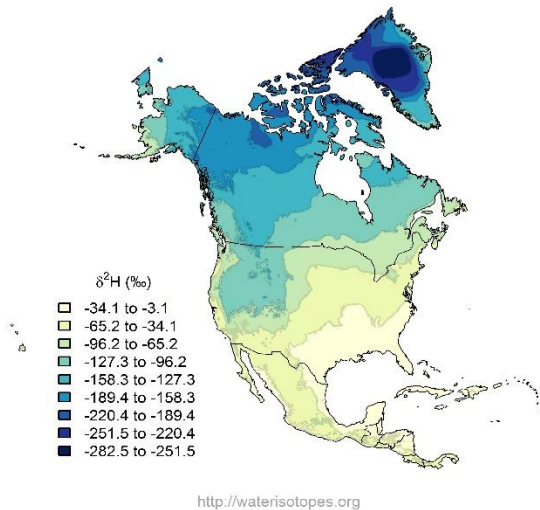 δ²H (‰)
-34.1 to -3.1
-65.2 to -34.1
-96.2 to -65.2
-127.3 to -96.2
-158.3 to -127.3
-189.4 to -158.3
-220.4 to -189.4
-251.5 to -220.4
-282.5 to -251.5
http://waterisotopes.org